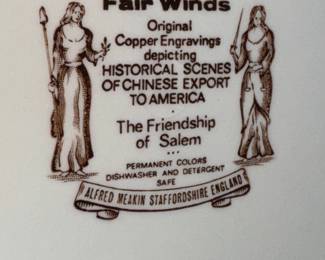 Fair Winds
Original
Copper Engravings
depicting
HISTORICAL SCENES
OF CHINESE EXPORT
TO AMERICA
The Friendship
of Salem
PERMANENT COLORS
DISHWASHER AND DETERGENT
SAFE
ALFRED MEAKIN STAFFORDSHIRE ENGLAND